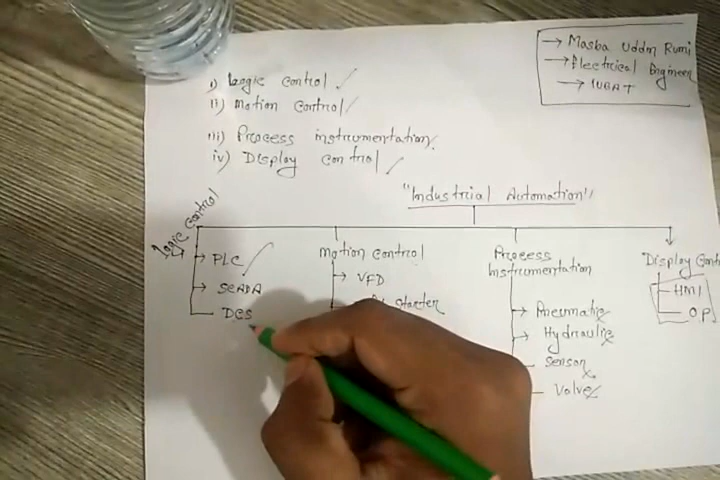 → Masba Uddin Rumi
→ Electrical Engineer
→ IUBAT
i) Logic Control ✓
ii) Motion Control ✓
iii) Process instrumentation
iv) Display control ✓
"Industrial Automation"
Logic Control
→ PLC ✓
→ SCADA
DCS
Motion Control
→ VFD
Starter
Process
Instrumentation
→ Pneumatic
→ Hydraulic
Sensor
Valve
Display Cont
HMI
O.P